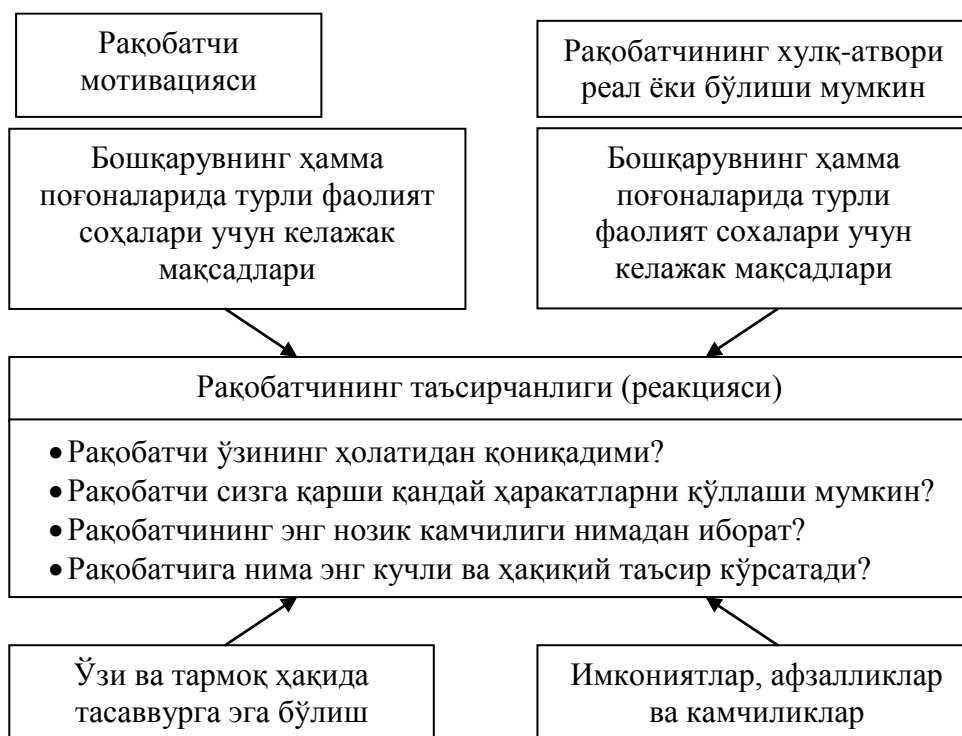 Рақобатчи
мотивацияси
Рақобатчининг хулқ-атвори
реал ёки бўлиши мумкин
Бошқарувнинг ҳамма
поғоналарида турли фаолият
соҳалари учун келажак
мақсадлари
Бошқарувнинг ҳамма
поғоналарида турли
фаолият сохалари учун
келажак мақсадлари
Рақобатчининг таъсирчанлиги (реакцияси)
• Рақобатчи ўзининг ҳолатидан қониқадими?
• Рақобатчи сизга қарши қандай ҳаракатларни қўллаши мумкин?
• Рақобатчининг энг нозик камчилиги нимадан иборат?
• Рақобатчига нима энг кучли ва ҳақиқий таъсир кўрсатади?
Ўзи ва тармоқ ҳақида
тасаввурга эга бўлиш
Имкониятлар, афзалликлар
ва камчиликлар